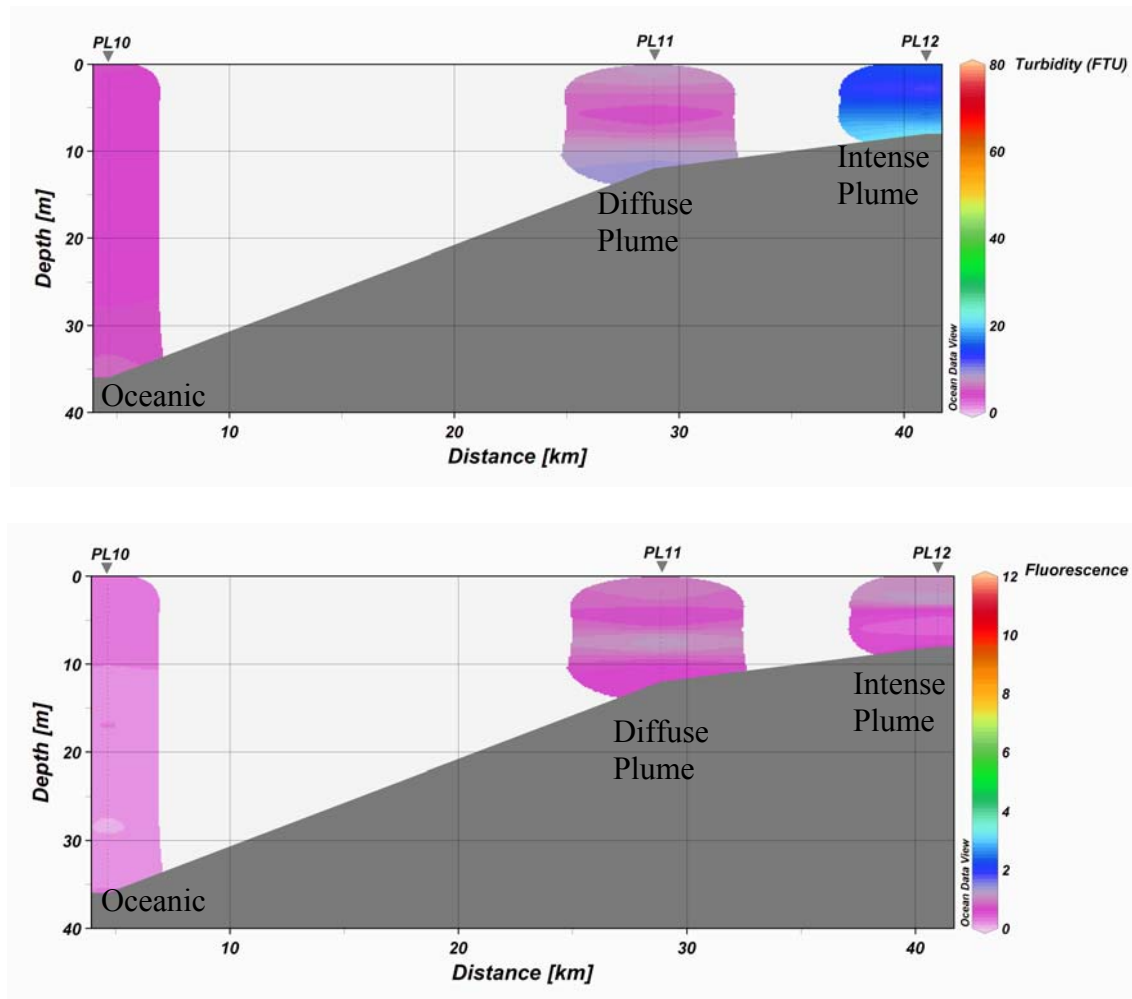 PL10 PL11 PL12
0 80 Turbidity (FTU)
10 60
20 40
30 20
40 0
Depth [m]
Intense
Plume
Diffuse
Plume
Oceanic
Ocean Data View
10 20 30 40
Distance [km]
PL10 PL11 PL12
0 12 Fluorescence
10
10 8
6
20
4
30 2
40 0
Depth [m]
Intense
Plume
Diffuse
Plume
Oceanic
Ocean Data View
10 20 30 40
Distance [km]